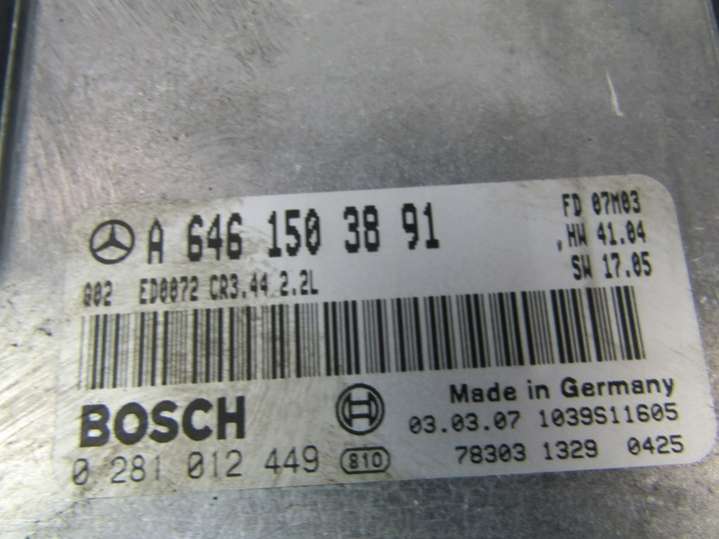 A 646 150 38 91
FD 07M03
HW 41.04
SW 17.05
002 ED0072 CR3.44 2.2L
BOSCH
Made in Germany
03.03.07 1039S11605
0 281 012 449 810
78303 1329 0425